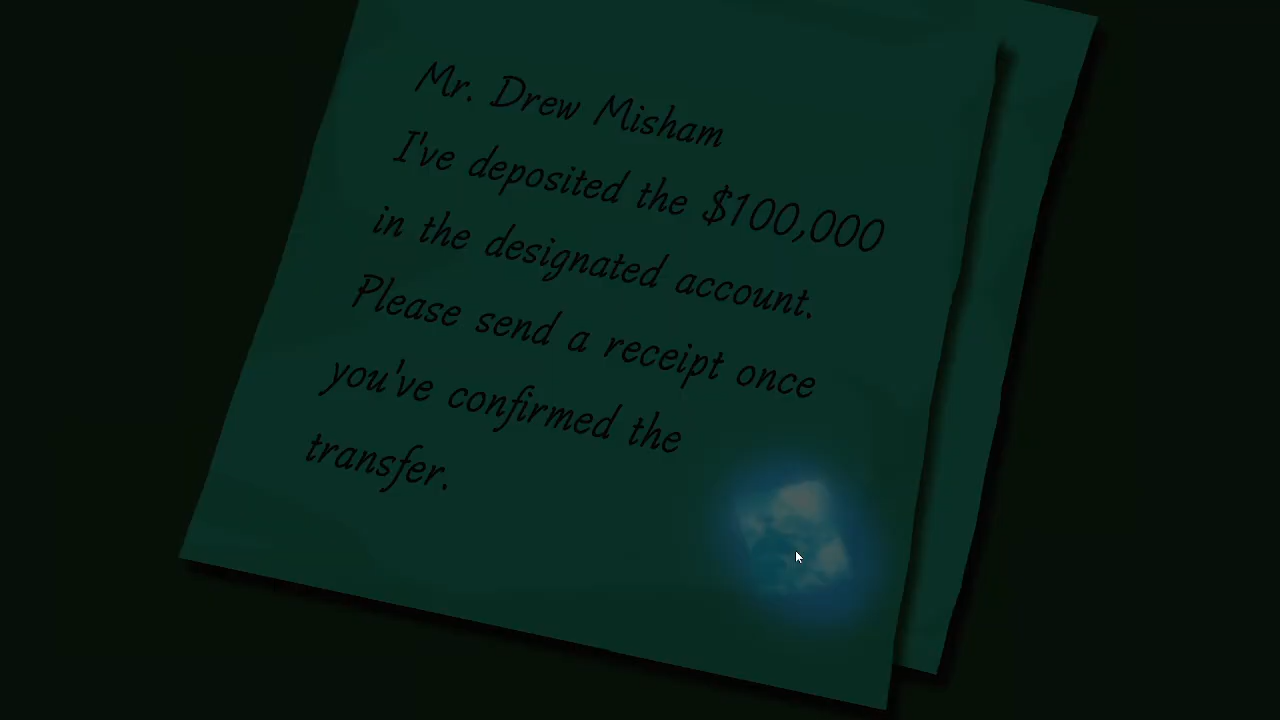 Mr. Drew Misham
I've deposited the $100,000
in the designated account.
Please send a receipt once
you've confirmed the
transfer.